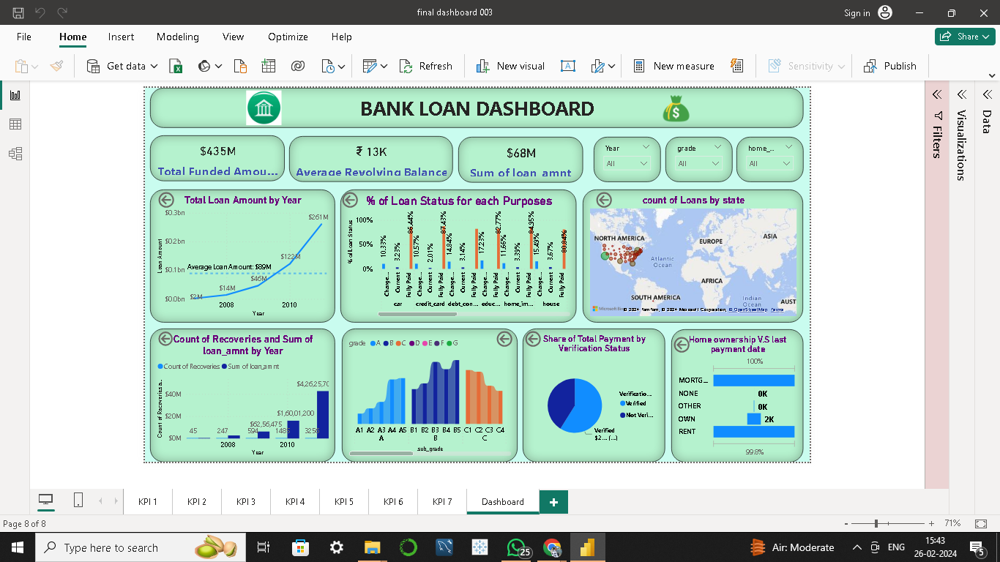 final dashboard 003
Sign in
File Home Insert Modeling View Optimize Help
Share
Get data
Refresh
New visual
New measure
Sensitivity
Publish
BANK LOAN DASHBOARD
$435M
Total Funded Amou...
₹ 13K
Average Revolving Balance
$68M
Sum of loan_amnt
Year
All
grade
All
home_...
All
Total Loan Amount by Year
Loan Amount
$0.3bn
$0.2bn
$0.1bn
$0.0bn
$261M
$122M
Average Loan Amount: $89M
$46M
$14M
$2M
2008 2010
Year
% of Loan Status for each Purposes
% of Loan Status
100%
50%
0%
10.33% 3.23% 86.44% 10.57% 2.01% 87.43% 14.84% 3.14% 17.23% 82.77% 11.66% 3.39% 84.95% 15.49% 3.67% 80.84%
Charge... Current Fully Paid Charge... Current Fully Paid Charge... Current Fully Paid Charge... Fully Paid Charge... Current Fully Paid Charge... Current Fully Paid
car credit_card debt_con... educ... home_im... house
count of Loans by state
NORTH AMERICA
EUROPE
ASIA
Atlantic
Ocean
AFRICA
SOUTH AMERICA
Indian
Ocean
AUST
© 2024 TomTom, © 2024 Microsoft Corporation, © OpenStreetMap Terms
Count of Recoveries and Sum of
loan_amnt by Year
Count of Recoveries Sum of loan_amnt
Count of Recoveries a...
$40M
$20M
$0M
$4,26,25,70
$1,60,01,200
$62,56,475
45 247 594 1486 3256
2008 2010
Year
grade A B C D E F G
A1 A2 A3 A4 A5 B1 B2 B3 B4 B5 C1 C2 C3 C4
A B C
sub_grade
Share of Total Payment by
Verification Status
Verificatio...
Verified
Not Veri...
Verified
$2... (...)
Home ownership V.S last
payment date
100%
MORTG...
NONE 0K
OTHER 0K
OWN 2K
RENT
99.8%
Filters
Visualizations
Data
KPI 1 KPI 2 KPI 3 KPI 4 KPI 5 KPI 6 KPI 7 Dashboard
Page 8 of 8
71%
Type here to search
25
Air: Moderate
ENG
15:43
26-02-2024
5